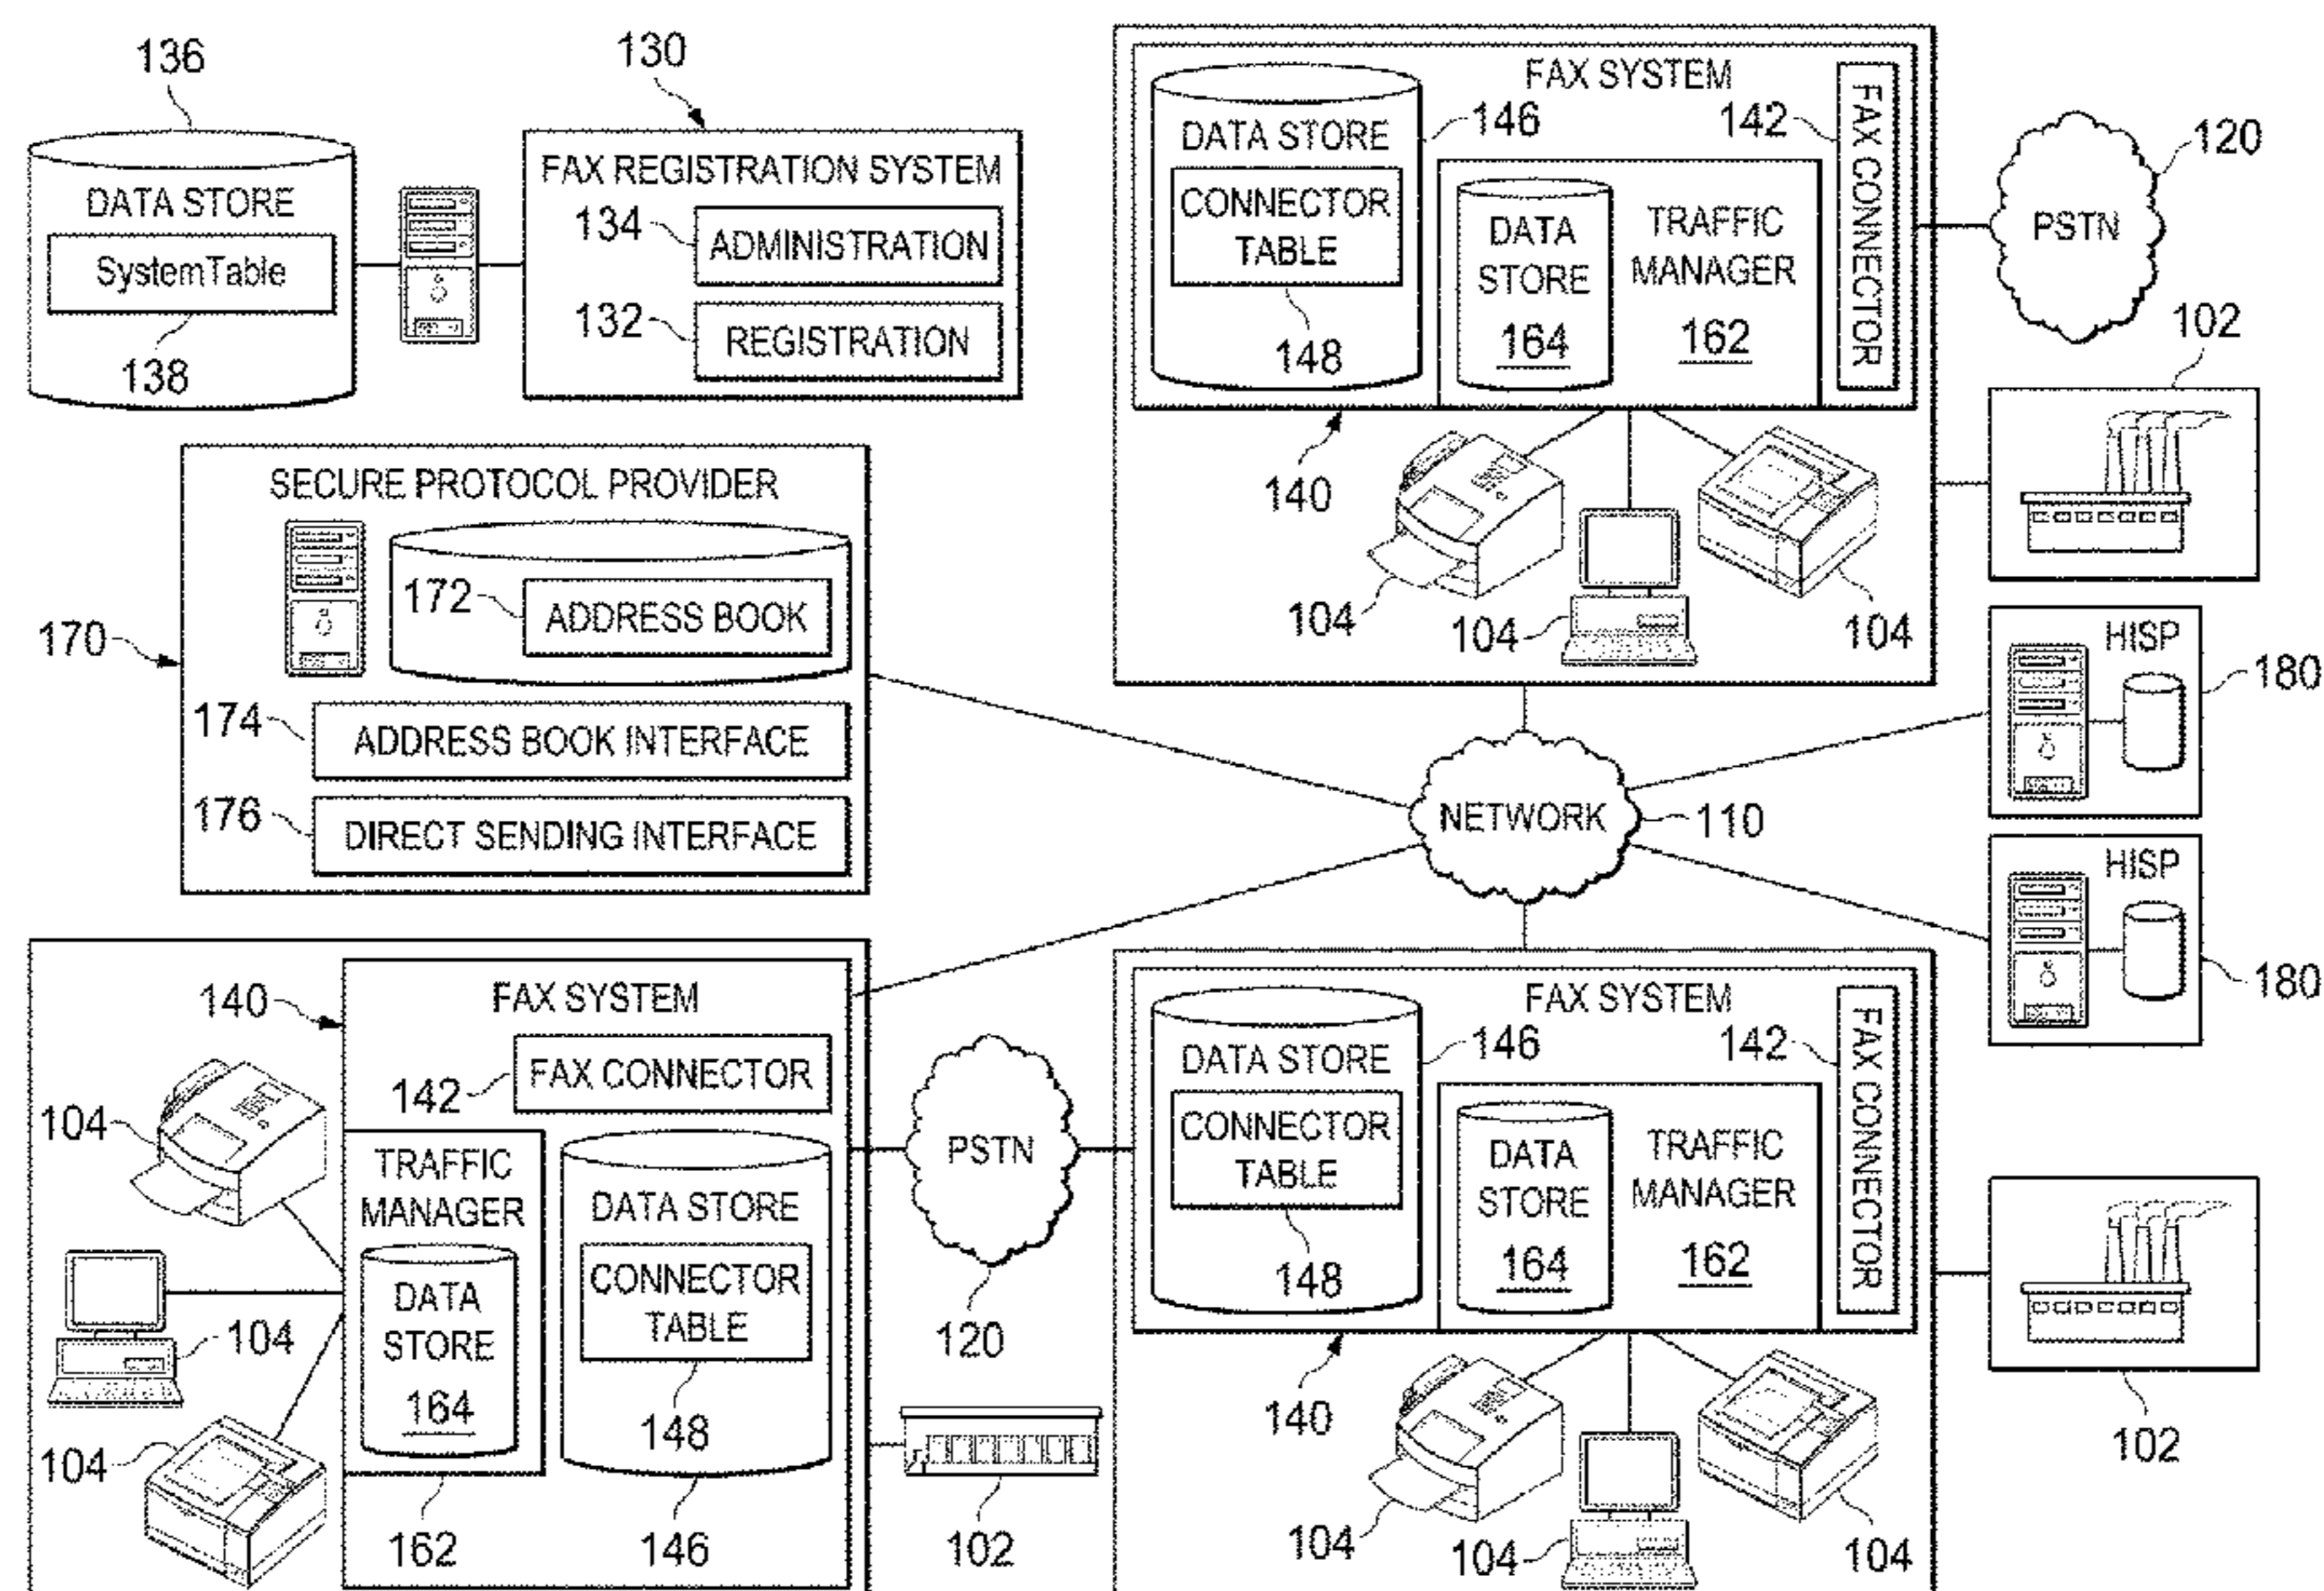 136
DATA STORE
SystemTable
138
130
FAX REGISTRATION SYSTEM
134
ADMINISTRATION
132
REGISTRATION
FAX SYSTEM
DATA STORE
146
142
FAX CONNECTOR
CONNECTOR
TABLE
148
DATA
STORE
164
TRAFFIC
MANAGER
162
120
PSTN
102
140
104
104
104
SECURE PROTOCOL PROVIDER
172
ADDRESS BOOK
170
174
ADDRESS BOOK INTERFACE
176
DIRECT SENDING INTERFACE
NETWORK
110
HISP
180
HISP
180
140
FAX SYSTEM
142
FAX CONNECTOR
104
104
104
TRAFFIC
MANAGER
DATA
STORE
164
162
DATA STORE
CONNECTOR
TABLE
148
146
PSTN
120
102
FAX SYSTEM
DATA STORE
146
142
FAX CONNECTOR
CONNECTOR
TABLE
148
DATA
STORE
164
TRAFFIC
MANAGER
162
140
104
104
104
102